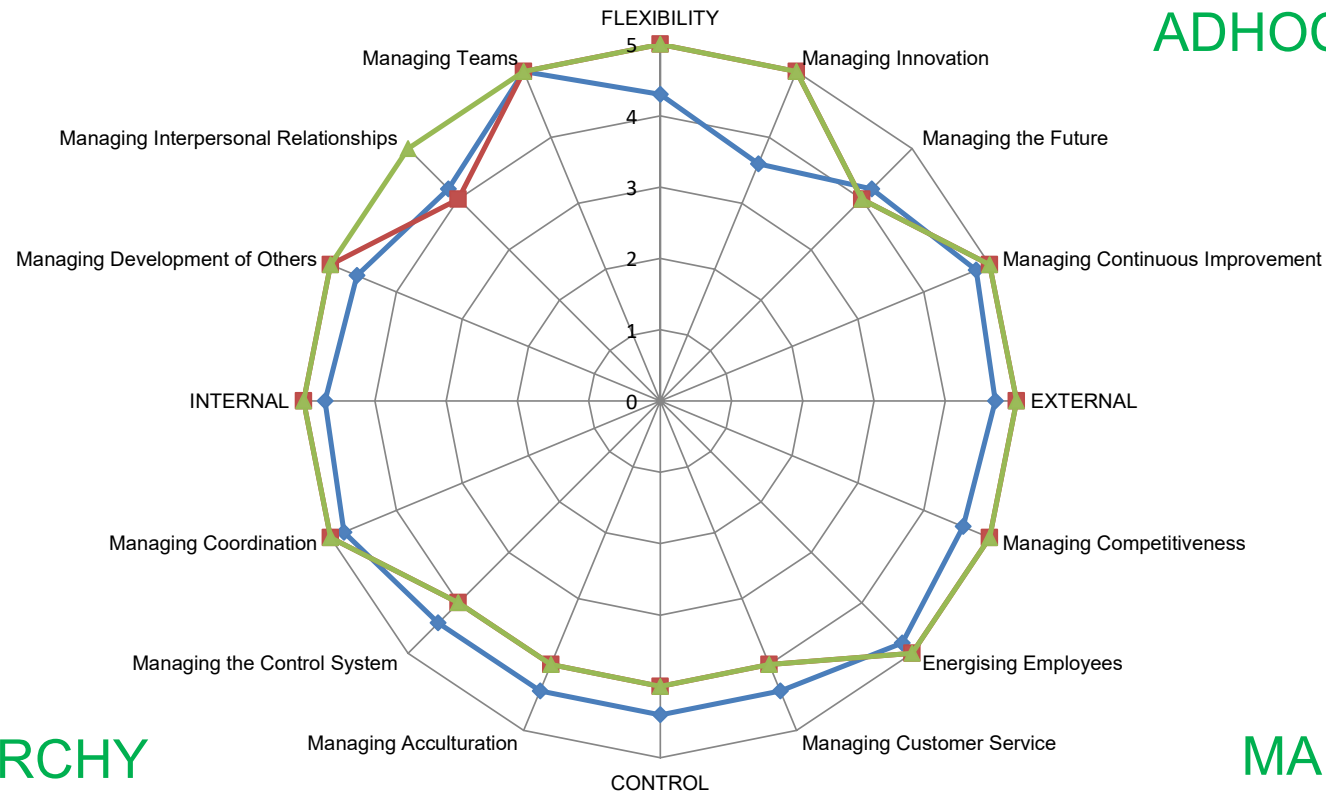 FLEXIBILITY
ADHOC
Managing Teams
5
Managing Innovation
4
Managing Interpersonal Relationships
Managing the Future
3
Managing Development of Others
2
Managing Continuous Improvement
1
INTERNAL
0
EXTERNAL
Managing Coordination
Managing Competitiveness
Managing the Control System
Energising Employees
Managing Acculturation
Managing Customer Service
RCHY
MA
CONTROL